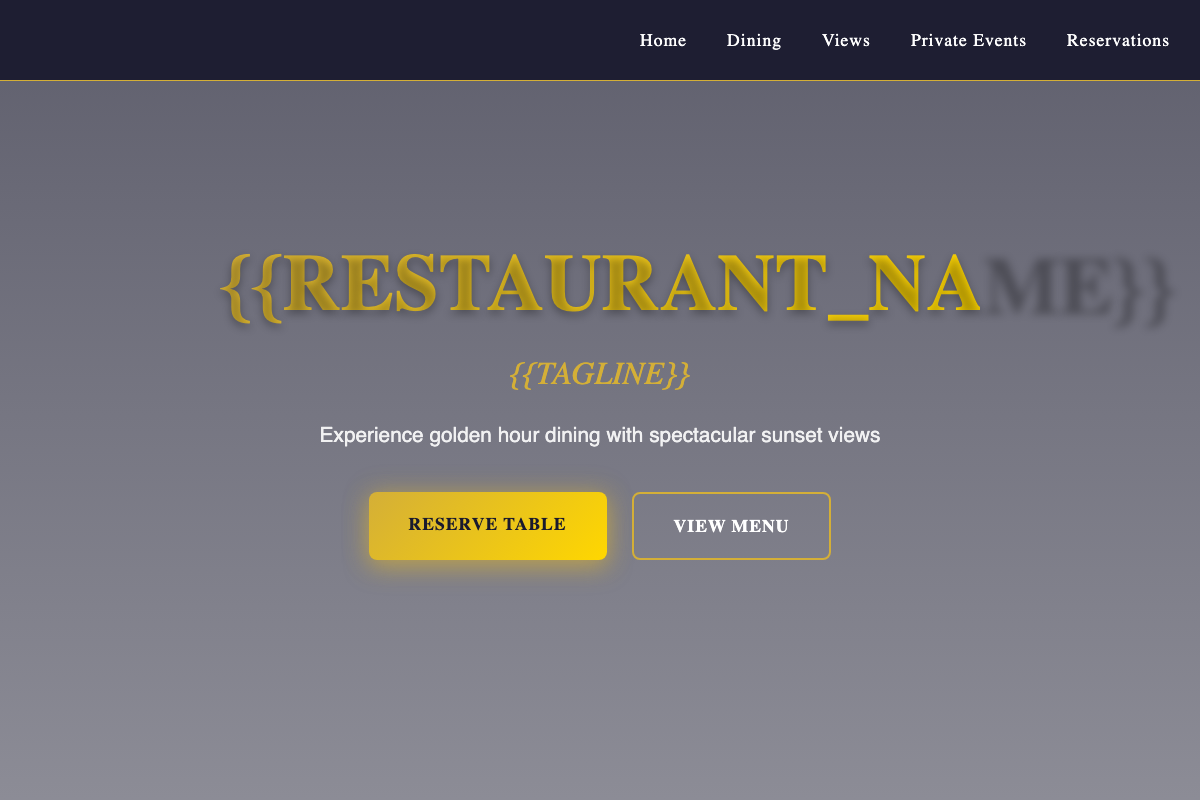 Home Dining Views Private Events Reservations
{{RESTAURANT_NAME}}
{{TAGLINE}}
Experience golden hour dining with spectacular sunset views
RESERVE TABLE VIEW MENU